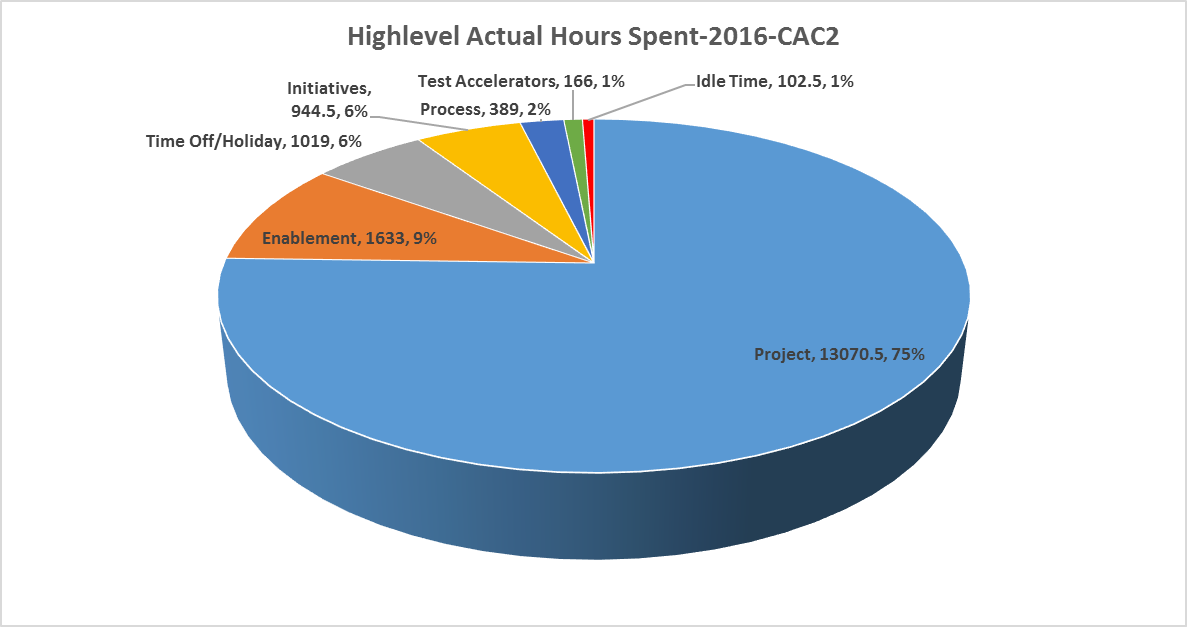 Highlevel Actual Hours Spent-2016-CAC2
Test Accelerators, 166, 1%
Idle Time, 102.5, 1%
Initiatives,
944.5, 6%
Process, 389, 2%
Time Off/Holiday, 1019, 6%
Enablement, 1633, 9%
Project, 13070.5, 75%